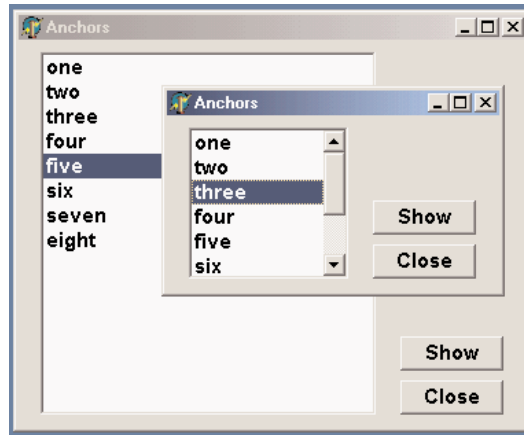 Anchors
one
two
three
four
five
six
seven
eight
Show
Close
Anchors
one
two
three
four
five
six
Show
Close